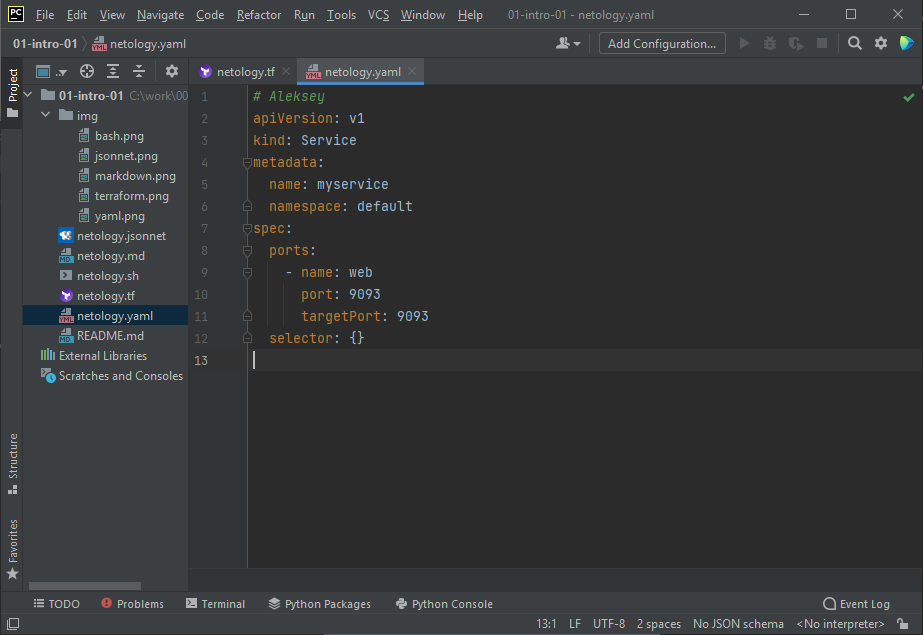 PC File Edit View Navigate Code Refactor Run Tools VCS Window Help 01-intro-01 - netology.yaml
01-intro-01 netology.yaml Add Configuration...
Project
netology.tf netology.yaml
01-intro-01 C:\work\00
img
bash.png
jsonnet.png
markdown.png
terraform.png
yaml.png
netology.jsonnet
netology.md
netology.sh
netology.tf
netology.yaml
README.md
External Libraries
Scratches and Consoles
1 # Aleksey
2 apiVersion: v1
3 kind: Service
4 metadata:
5 name: myservice
6 namespace: default
7 spec:
8 ports:
9 - name: web
10 port: 9093
11 targetPort: 9093
12 selector: {}
13
Structure
Favorites
TODO Problems Terminal Python Packages Python Console Event Log
13:1 LF UTF-8 2 spaces No JSON schema <No interpreter>